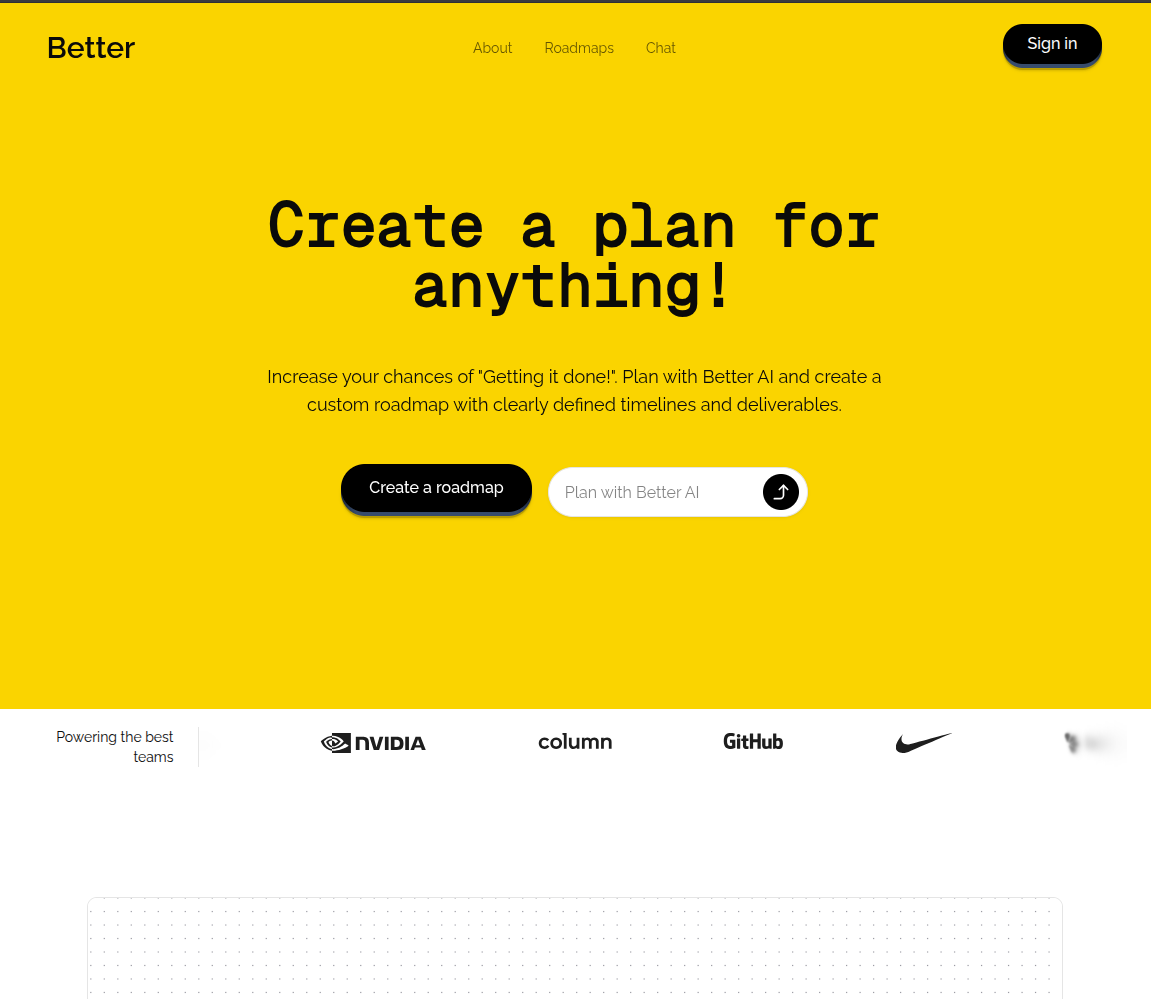 Better
About
Roadmaps
Chat
Sign in
Create a plan for
anything!
Increase your chances of "Getting it done!". Plan with Better AI and create a
custom roadmap with clearly defined timelines and deliverables.
Create a roadmap
Plan with Better AI
Powering the best
teams
NVIDIA
column
GitHub